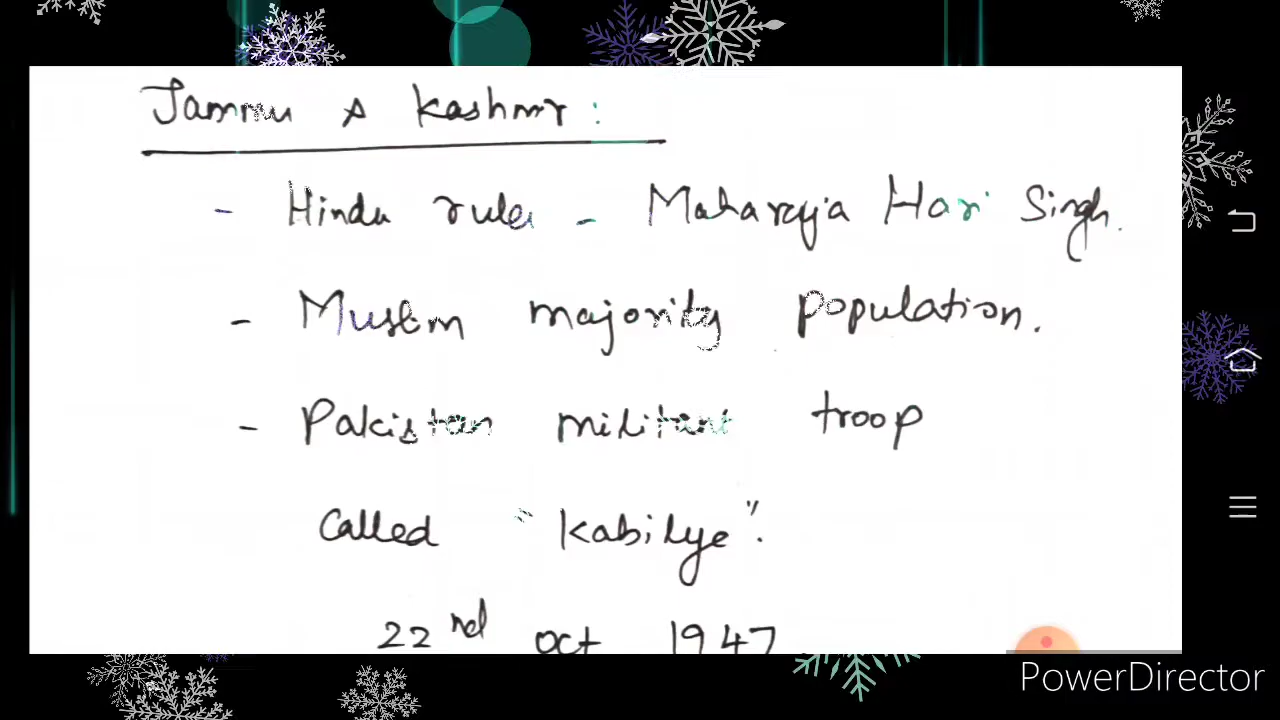 Jammu & Kashmir:
- Hindu ruler - Maharaja Hari Singh.
- Muslim majority population.
- Pakistan militant troop
called "Kabilye".
22nd Oct 1947
PowerDirector